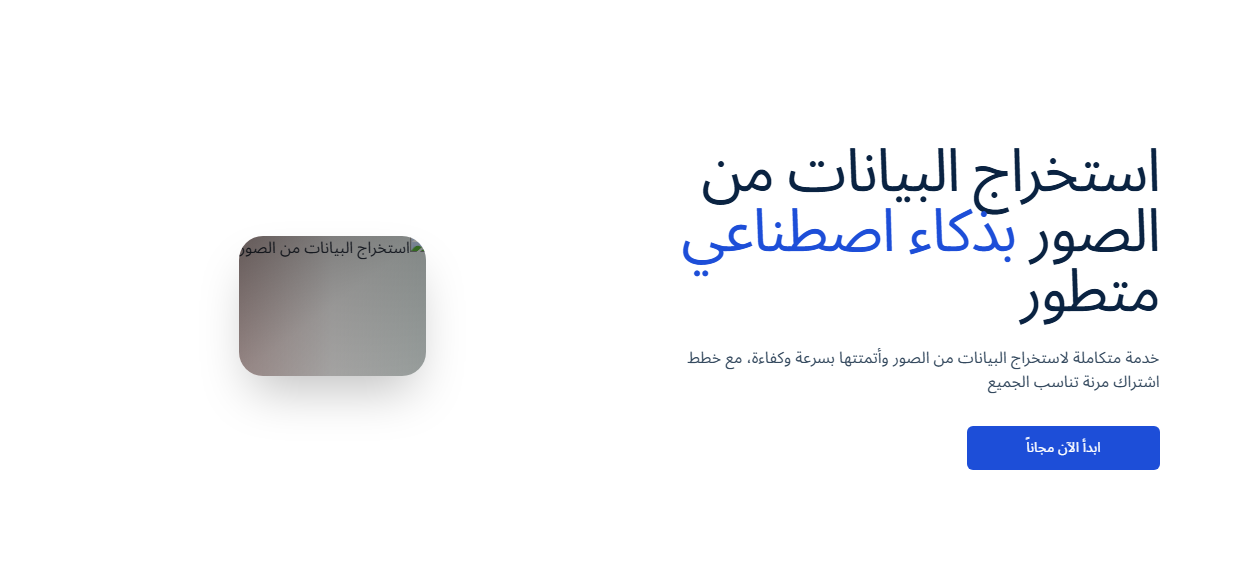 استخراج البيانات من
الصور بذكاء اصطناعي
متطور
خدمة متكاملة لاستخراج البيانات من الصور وأتمتتها بسرعة وكفاءة، مع خطط
اشتراك مرنة تناسب الجميع
ابدأ الآن مجاناً
استخراج البيانات من الصور